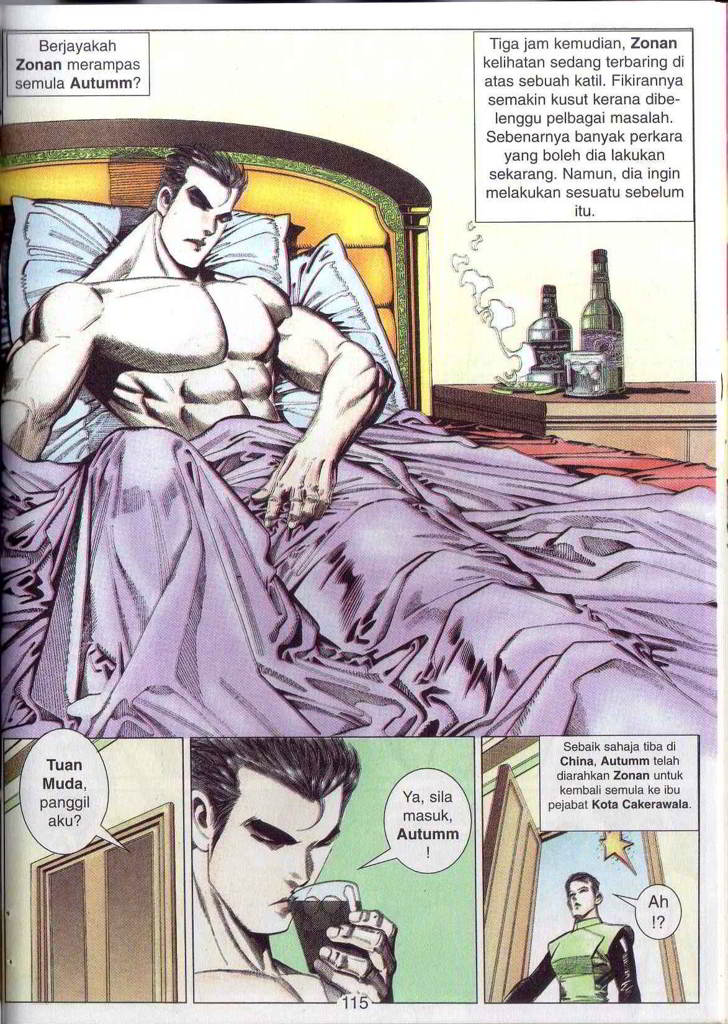 Berjayakah
Zonan merampas
semula Autumm?
Tiga jam kemudian, Zonan
kelihatan sedang terbaring di
atas sebuah katil. Fikirannya
semakin kusut kerana dibe-
lenggu pelbagai masalah.
Sebenarnya banyak perkara
yang boleh dia lakukan
sekarang. Namun, dia ingin
melakukan sesuatu sebelum
itu.
Tuan
Muda,
panggil
aku?
Ya, sila
masuk,
Autumm
!
Sebaik sahaja tiba di
China, Autumm telah
diarahkan Zonan untuk
kembali semula ke ibu
pejabat Kota Cakerawala.
Ah
!?
115